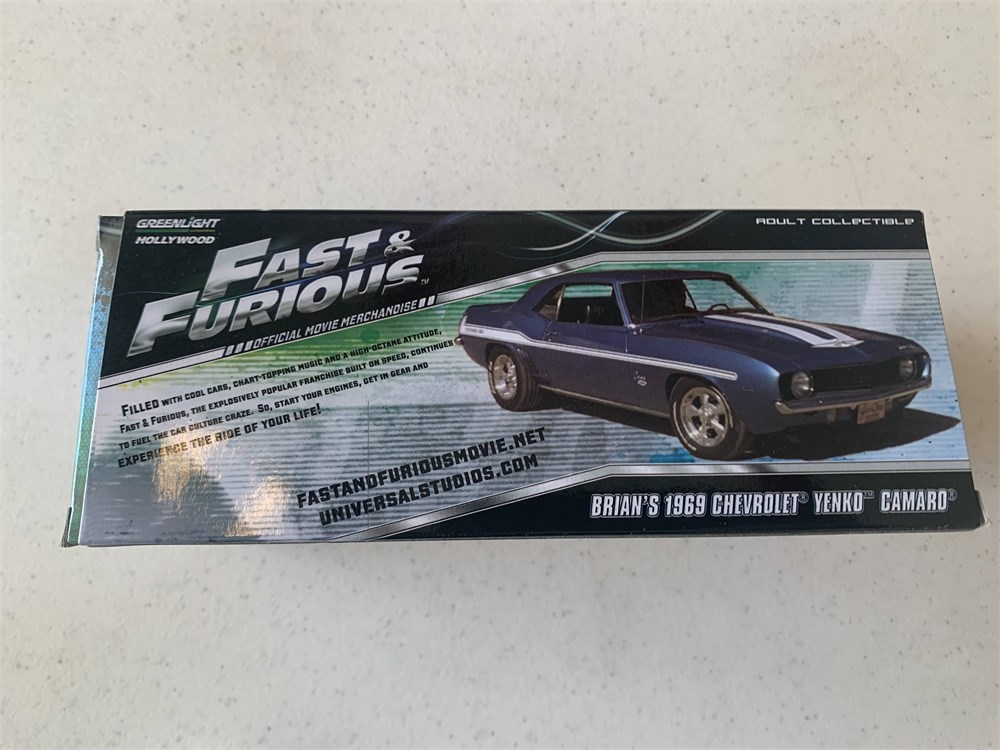 GREENLIGHT
HOLLYWOOD
FAST &
FURIOUS™
OFFICIAL MOVIE MERCHANDISE
ADULT COLLECTIBLE
FILLED WITH COOL CARS, CHART-TOPPING MUSIC AND A HIGH-OCTANE ATTITUDE,
FAST & FURIOUS, THE EXPLOSIVELY POPULAR FRANCHISE BUILT ON SPEED, CONTINUES
TO FUEL THE CAR CULTURE CRAZE. SO, START YOUR ENGINES, GET IN GEAR AND
EXPERIENCE THE RIDE OF YOUR LIFE!
FASTANDFURIOUSMOVIE.NET
UNIVERSALSTUDIOS.COM
BRIAN'S 1969 CHEVROLET® YENKO™ CAMARO®